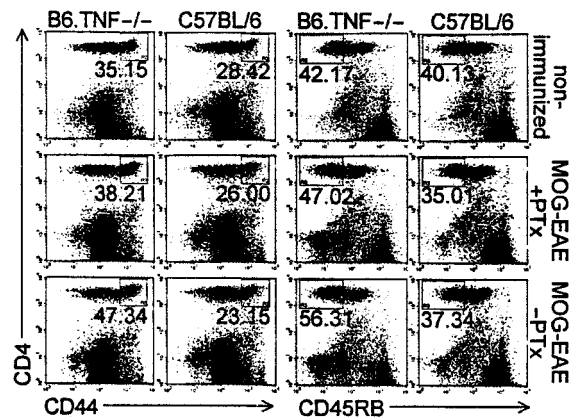 B6.TNF−/− C57BL/6 B6.TNF−/− C57BL/6
35.15 28.42 42.17 40.13
non-immunized
38.21 26.00 47.02 35.01
MOG-EAE +PTx
47.34 23.15 56.31 37.34
MOG-EAE −PTx
CD4
CD44 CD45RB